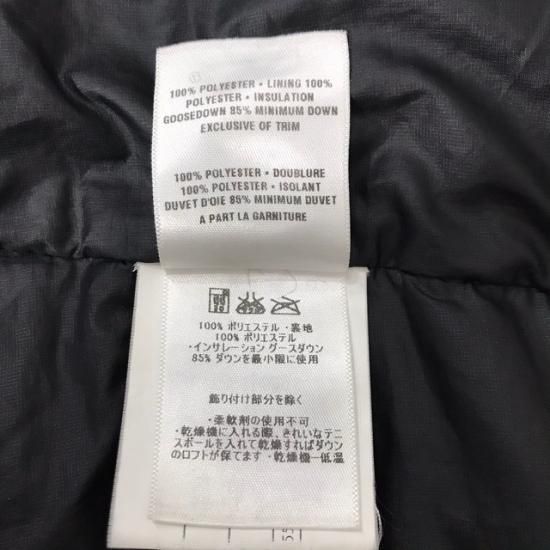 100% POLYESTER • LINING 100%
POLYESTER • INSULATION
GOOSEDOWN 85% MINIMUM DOWN
EXCLUSIVE OF TRIM
100% POLYESTER • DOUBLURE
100% POLYESTER • ISOLANT
DUVET D'OIE 85% MINIMUM DUVET
A PART LA GARNITURE
100% ポリエステル・裏地
100% ポリエステル
・インサレーション グースダウン
85% ダウンを最小限に使用
飾り付け部分を除く
・柔軟剤の使用不可
・乾燥機に入れる際、きれいなテニ
スボールを入れて乾燥すればダウン
のロフトが保てます・乾燥機ー低温